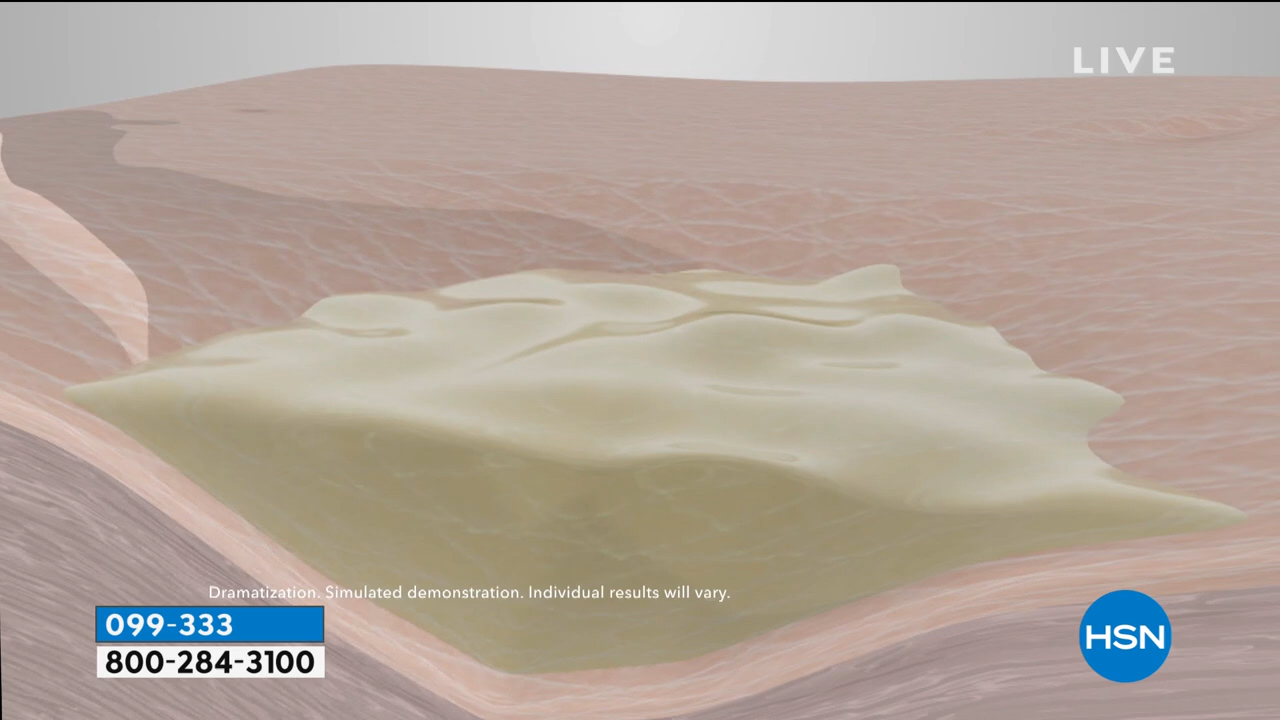 LIVE
Dramatization. Simulated demonstration. Individual results will vary.
099-333
800-284-3100
HSN